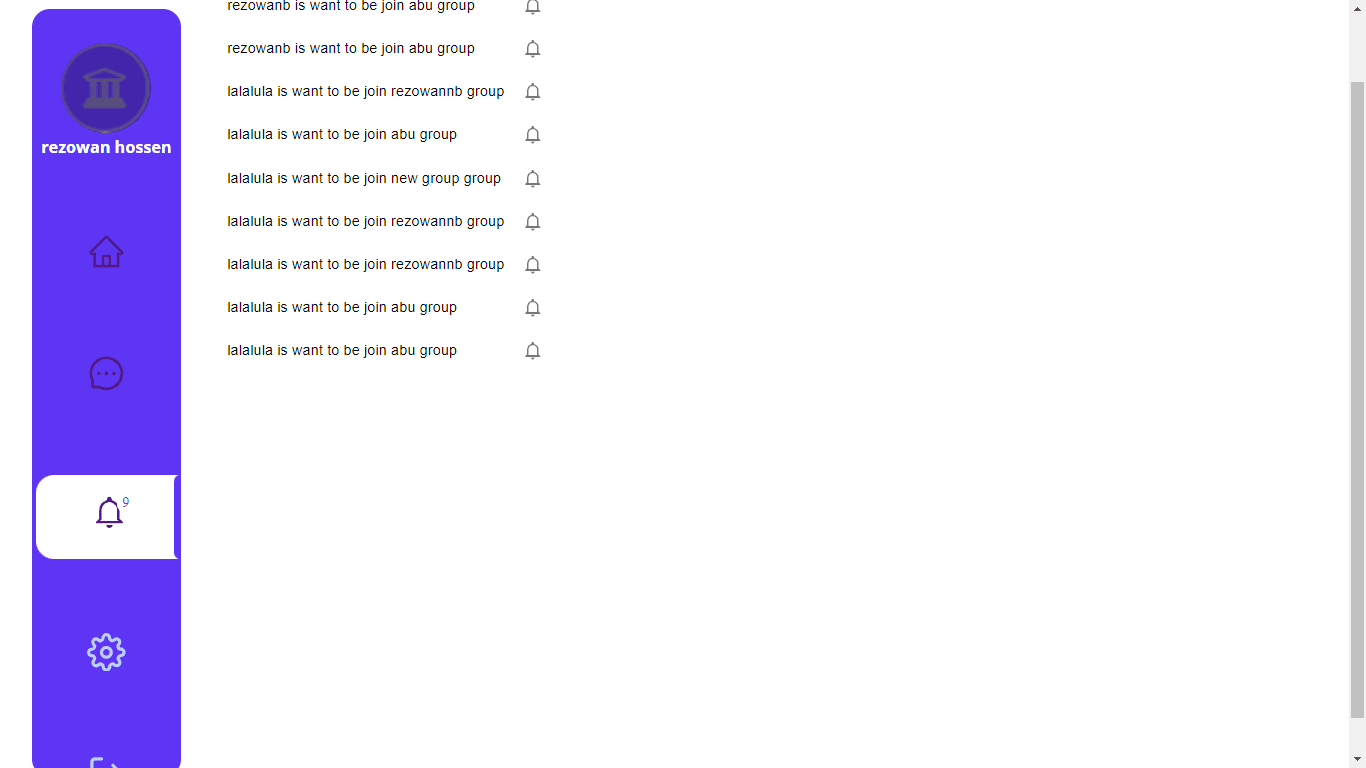 rezowanb is want to be join abu group
rezowanb is want to be join abu group
lalalula is want to be join rezowannb group
lalalula is want to be join abu group
rezowan hossen
lalalula is want to be join new group group
lalalula is want to be join rezowannb group
lalalula is want to be join rezowannb group
lalalula is want to be join abu group
lalalula is want to be join abu group
9